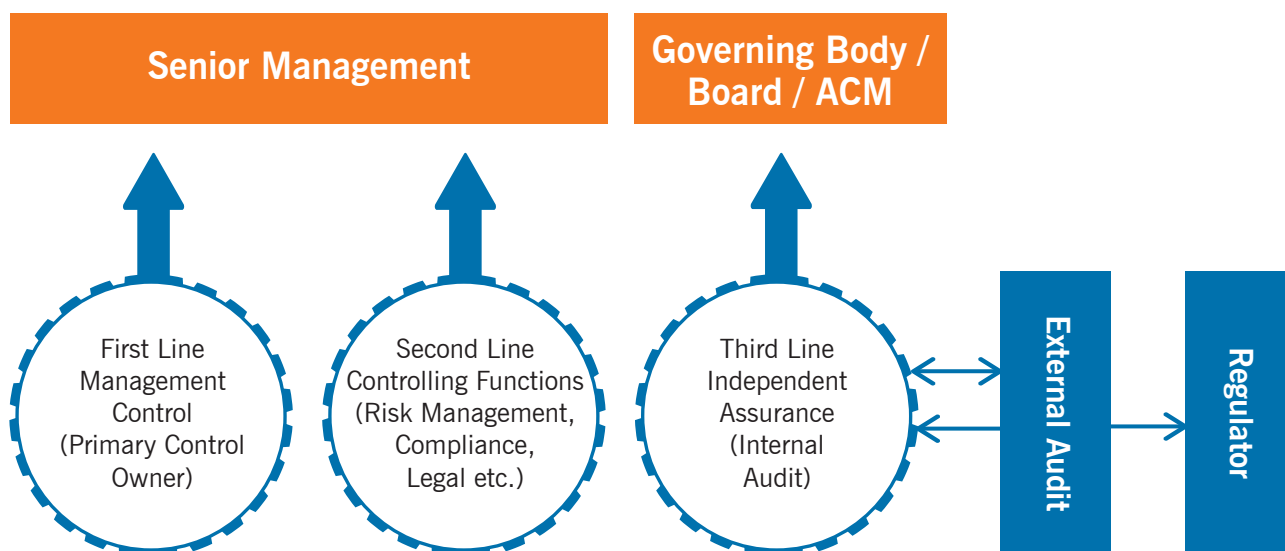 Senior Management
Governing Body /
Board / ACM
First Line
Management
Control
(Primary Control
Owner)
Second Line
Controlling Functions
(Risk Management,
Compliance,
Legal etc.)
Third Line
Independent
Assurance
(Internal
Audit)
External Audit
Regulator